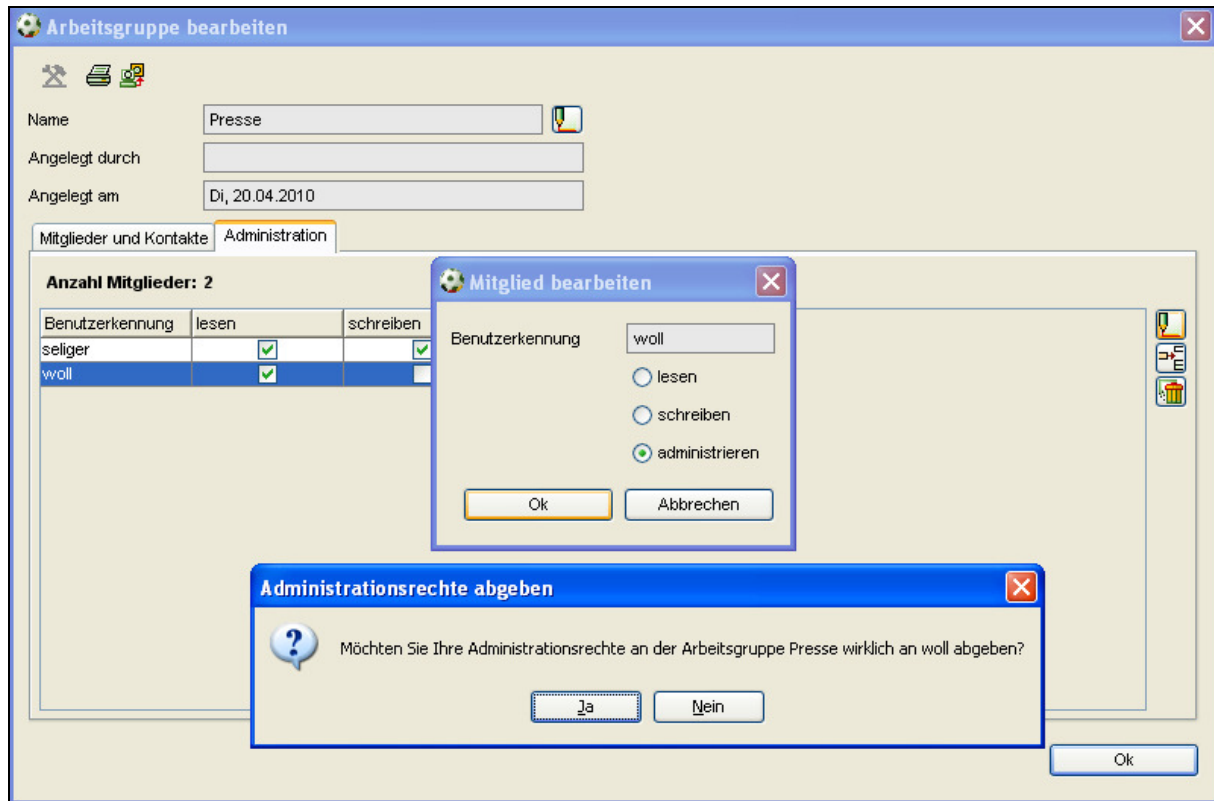 Arbeitsgruppe bearbeiten
Name
Presse
Angelegt durch
Angelegt am
Di, 20.04.2010
Mitglieder und Kontakte
Administration
Anzahl Mitglieder: 2
Benutzerkennung lesen schreiben
seliger
woll
Mitglied bearbeiten
Benutzerkennung
woll
lesen
schreiben
administrieren
Ok
Abbrechen
Administrationsrechte abgeben
Möchten Sie Ihre Administrationsrechte an der Arbeitsgruppe Presse wirklich an woll abgeben?
Ja
Nein
Ok